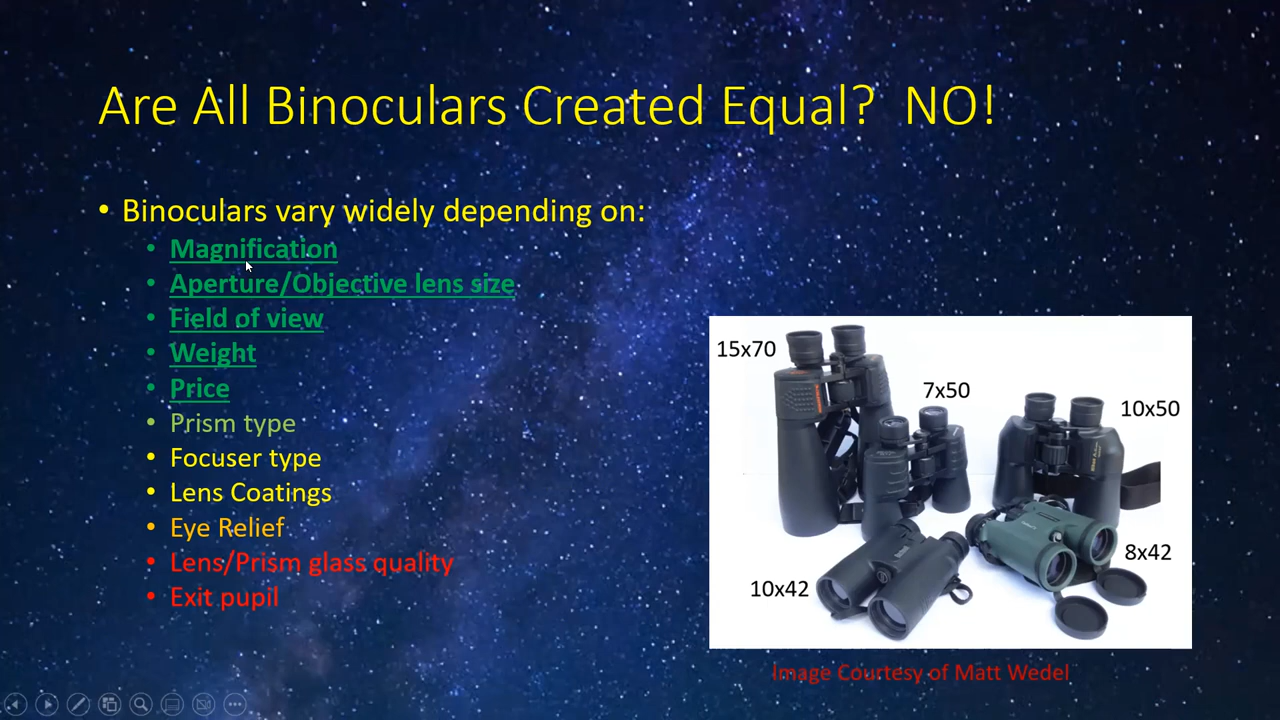 Are All Binoculars Created Equal? NO!
• Binoculars vary widely depending on:
• Magnification
• Aperture/Objective lens size
• Field of view
• Weight
• Price
• Prism type
• Focuser type
• Lens Coatings
• Eye Relief
• Lens/Prism glass quality
• Exit pupil
15x70
7x50
10x50
8x42
10x42
Image Courtesy of Matt Wedel